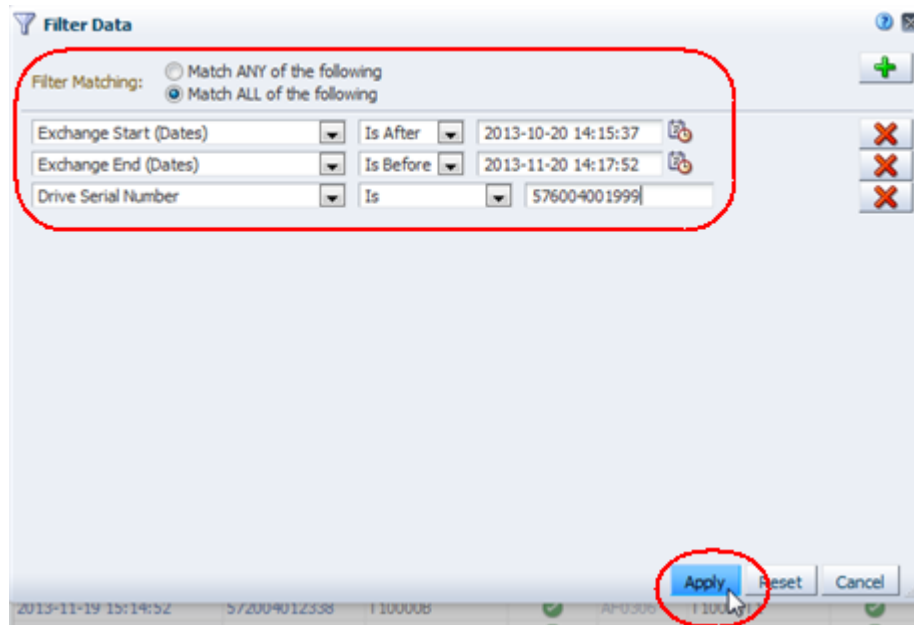 Filter Data
Filter Matching:
Match ANY of the following
Match ALL of the following
Exchange Start (Dates) Is After 2013-10-20 14:15:37
Exchange End (Dates) Is Before 2013-11-20 14:17:52
Drive Serial Number Is 576004001999
Apply Reset Cancel
2013-11-19 15:14:52 572004012338 T10000B AF0306